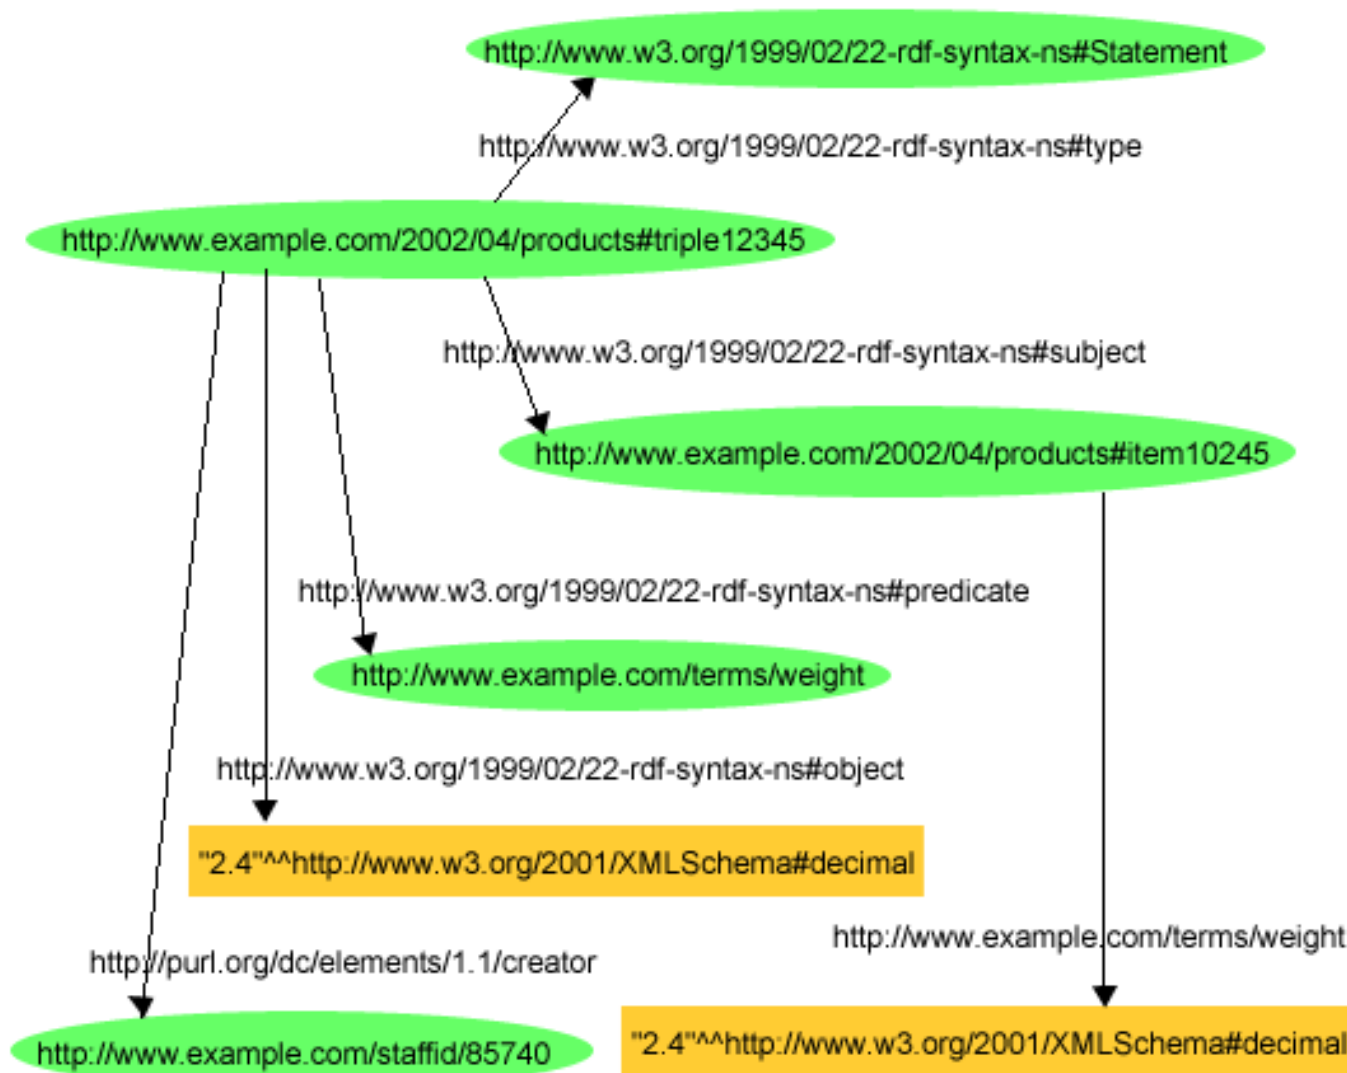 http://www.w3.org/1999/02/22-rdf-syntax-ns#Statement
http://www.w3.org/1999/02/22-rdf-syntax-ns#type
http://www.example.com/2002/04/products#triple12345
http://www.w3.org/1999/02/22-rdf-syntax-ns#subject
http://www.example.com/2002/04/products#item10245
http://www.w3.org/1999/02/22-rdf-syntax-ns#predicate
http://www.example.com/terms/weight
http://www.w3.org/1999/02/22-rdf-syntax-ns#object
"2.4"^^http://www.w3.org/2001/XMLSchema#decimal
http://www.example.com/terms/weight
http://purl.org/dc/elements/1.1/creator
"2.4"^^http://www.w3.org/2001/XMLSchema#decimal
http://www.example.com/staffid/85740